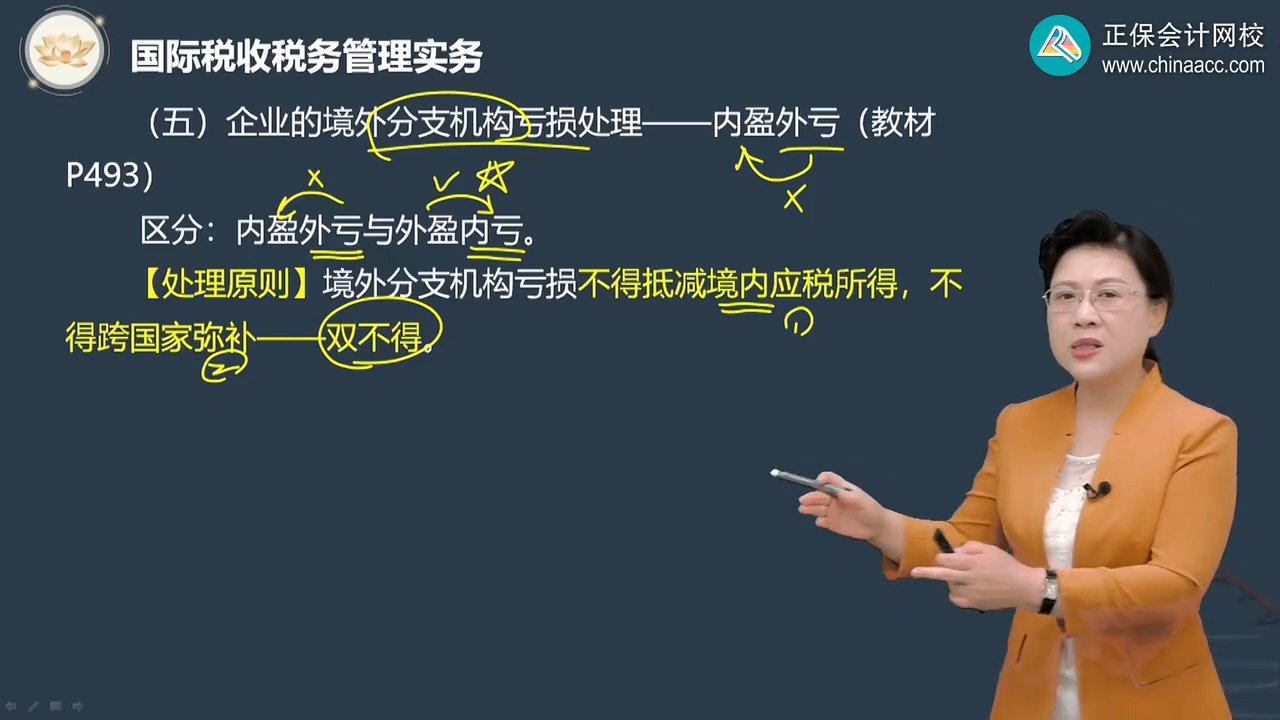 国际税收税务管理实务
正保会计网校
www.chinaacc.com
（五）企业的境外分支机构亏损处理——内盈外亏（教材
P493）
区分：内盈外亏与外盈内亏。
【处理原则】境外分支机构亏损不得抵减境内应税所得，不
得跨国家弥补——双不得。
①
②